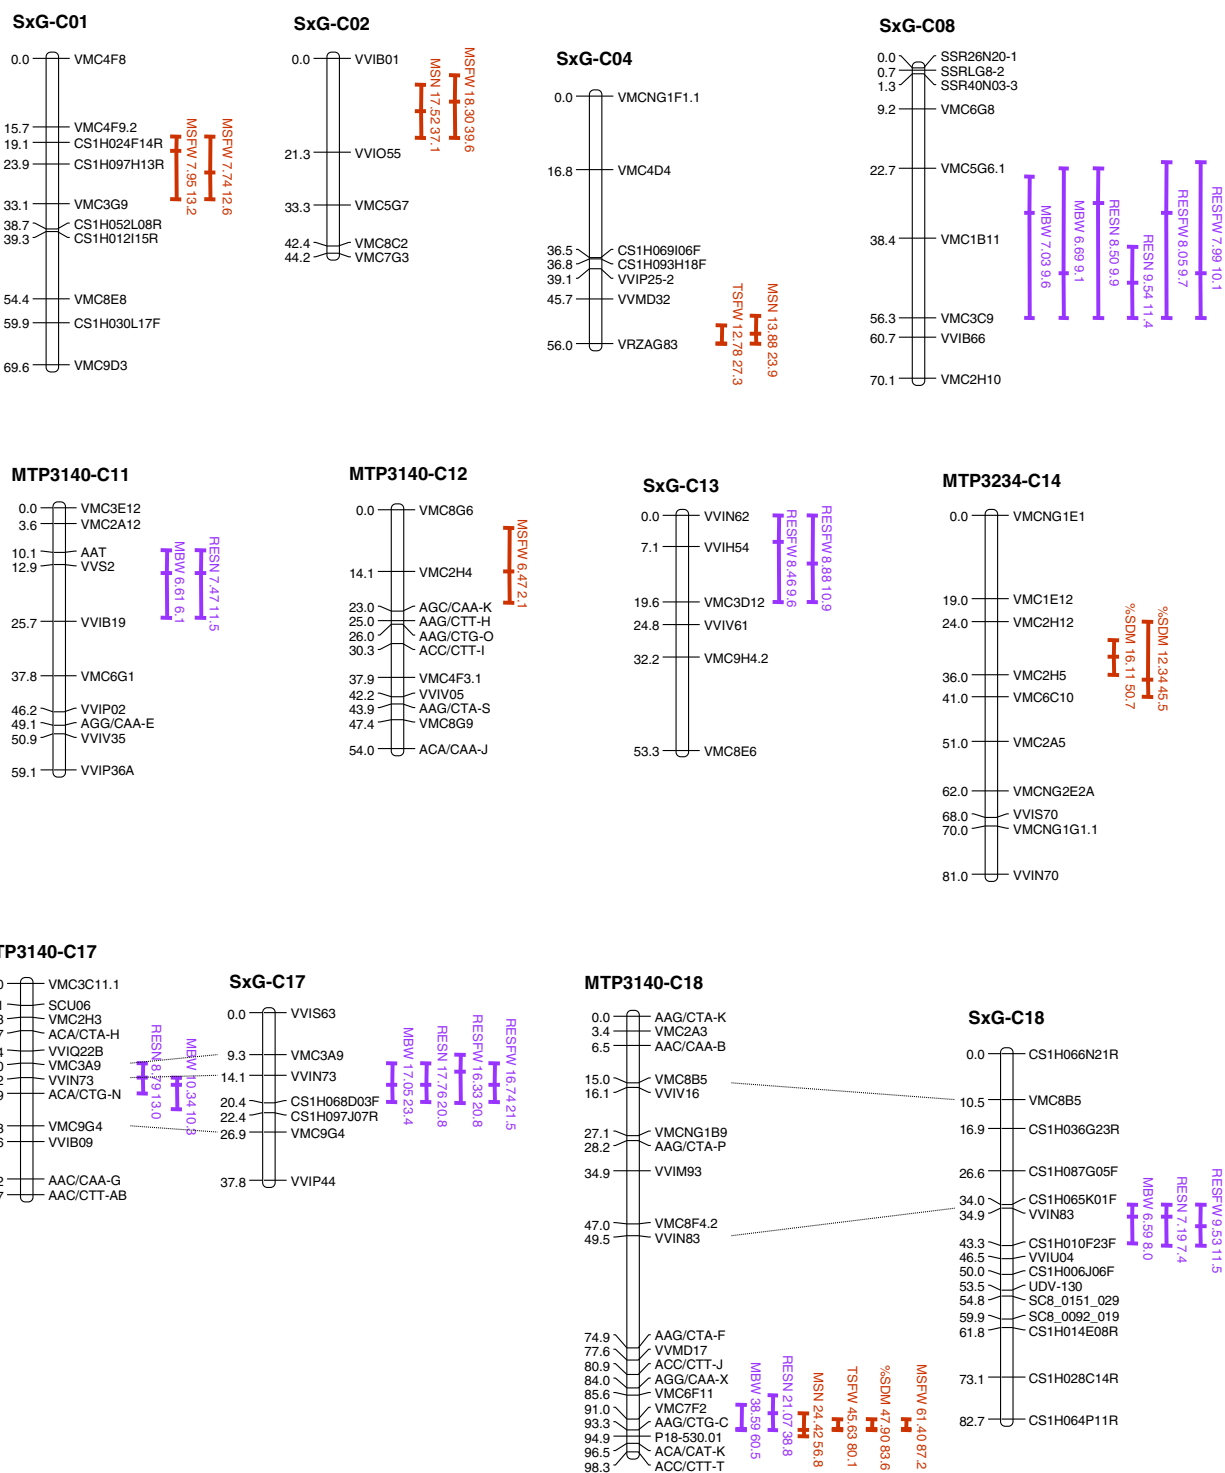 SxG-C01
0.0 VMC4F8
15.7 VMC4F9.2
19.1 CS1H024F14R
23.9 CS1H097H13R
33.1 VMC3G9
38.7 CS1H052L08R
39.3 CS1H012I15R
54.4 VMC8E8
59.9 CS1H030L17F
69.6 VMC9D3
MSFW 7.95 13.2
MSFW 7.74 12.6
SxG-C02
0.0 VVIB01
21.3 VVIO55
33.3 VMC5G7
42.4 VMC8C2
44.2 VMC7G3
MSN 17.52 37.1
MSFW 18.30 39.6
SxG-C04
0.0 VMCNG1F1.1
16.8 VMC4D4
36.5 CS1H069I06F
36.8 CS1H093H18F
39.1 VVIP25-2
45.7 VVMD32
56.0 VRZAG83
TSFW 12.78 27.3
MSN 13.88 23.9
SxG-C08
0.0 SSR26N20-1
0.7 SSRLG8-2
1.3 SSR40N03-3
9.2 VMC6G8
22.7 VMC5G6.1
38.4 VMC1B11
56.3 VMC3C9
60.7 VVIB66
70.1 VMC2H10
MBW 7.03 9.6
MBW 6.69 9.1
RESN 8.50 9.9
RESN 9.54 11.4
RESFW 8.05 9.7
RESFW 7.99 10.1
MTP3140-C11
0.0 VMC3E12
3.6 VMC2A12
10.1 AAT
12.9 VVS2
25.7 VVIB19
37.8 VMC6G1
46.2 VVIP02
49.1 AGG/CAA-E
50.9 VVIV35
59.1 VVIP36A
MBW 6.61 6.1
RESN 7.47 11.5
MTP3140-C12
0.0 VMC8G6
14.1 VMC2H4
23.0 AGC/CAA-K
25.0 AAG/CTT-H
26.0 AAG/CTG-O
30.3 ACC/CTT-I
37.9 VMC4F3.1
42.2 VVIV05
43.9 AAG/CTA-S
47.4 VMC8G9
54.0 ACA/CAA-J
MSFW 6.47 2.1
SxG-C13
0.0 VVIN62
7.1 VVIH54
19.6 VMC3D12
24.8 VVIV61
32.2 VMC9H4.2
53.3 VMC8E6
RESFW 8.46 9.6
RESFW 8.88 10.9
MTP3234-C14
0.0 VMCNG1E1
19.0 VMC1E12
24.0 VMC2H12
36.0 VMC2H5
41.0 VMC6C10
51.0 VMC2A5
62.0 VMCNG2E2A
68.0 VVIS70
70.0 VMCNG1G1.1
81.0 VVIN70
%SDM 16.11 50.7
%SDM 12.34 45.5
TP3140-C17
0 VMC3C11.1
SCU06
3 VMC2H3
7 ACA/CTA-H
4 VVIQ22B
0 VMC3A9
2 VVIN73
9 ACA/CTG-N
3 VMC9G4
6 VVIB09
2 AAC/CAA-G
7 AAC/CTT-AB
RESN 8.79 13.0
MBW 10.34 10.3
SxG-C17
0.0 VVIS63
9.3 VMC3A9
14.1 VVIN73
20.4 CS1H068D03F
22.4 CS1H097J07R
26.9 VMC9G4
37.8 VVIP44
MBW 17.05 23.4
RESN 17.76 20.8
RESFW 16.33 20.8
RESFW 16.74 21.5
MTP3140-C18
0.0 AAG/CTA-K
3.4 VMC2A3
6.5 AAC/CAA-B
15.0 VMC8B5
16.1 VVIV16
27.1 VMCNG1B9
28.2 AAG/CTA-P
34.9 VVIM93
47.0 VMC8F4.2
49.5 VVIN83
74.9 AAG/CTA-F
77.6 VVMD17
80.9 ACC/CTT-J
84.0 AGG/CAA-X
85.6 VMC6F11
91.0 VMC7F2
93.3 AAG/CTG-C
94.9 P18-530.01
96.5 ACA/CAT-K
98.3 ACC/CTT-T
MBW 38.59 60.5
RESN 21.07 38.8
MSN 24.42 56.8
TSFW 45.63 80.1
%SDM 47.90 83.6
MSFW 61.40 87.2
SxG-C18
0.0 CS1H066N21R
10.5 VMC8B5
16.9 CS1H036G23R
26.6 CS1H087G05F
34.0 CS1H065K01F
34.9 VVIN83
43.3 CS1H010F23F
46.5 VVIU04
50.0 CS1H006J06F
53.5 UDV-130
54.8 SC8_0151_029
59.9 SC8_0092_019
61.8 CS1H014E08R
73.1 CS1H028C14R
82.7 CS1H064P11R
MBW 6.59 8.0
RESN 7.19 7.4
RESFW 9.53 11.5